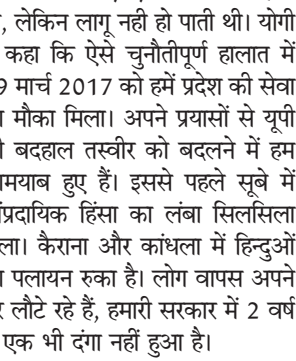 , लेकिन लागू नही हो पाती थी। योगी
कहा कि ऐसे चुनौतीपूर्ण हालात में
9 मार्च 2017 को हमें प्रदेश की सेवा
मौका मिला। अपने प्रयासों से यूपी
बदहाल तस्वीर को बदलने में हम
मयाब हुए हैं। इससे पहले सूबे में
ंप्रदायिक हिंसा का लंबा सिलसिला
ला। कैराना और कांधला में हिन्दुओं
पलायन रुका है। लोग वापस अपने
लौटे रहे हैं, हमारी सरकार में 2 वर्ष
एक भी दंगा नहीं हुआ है।